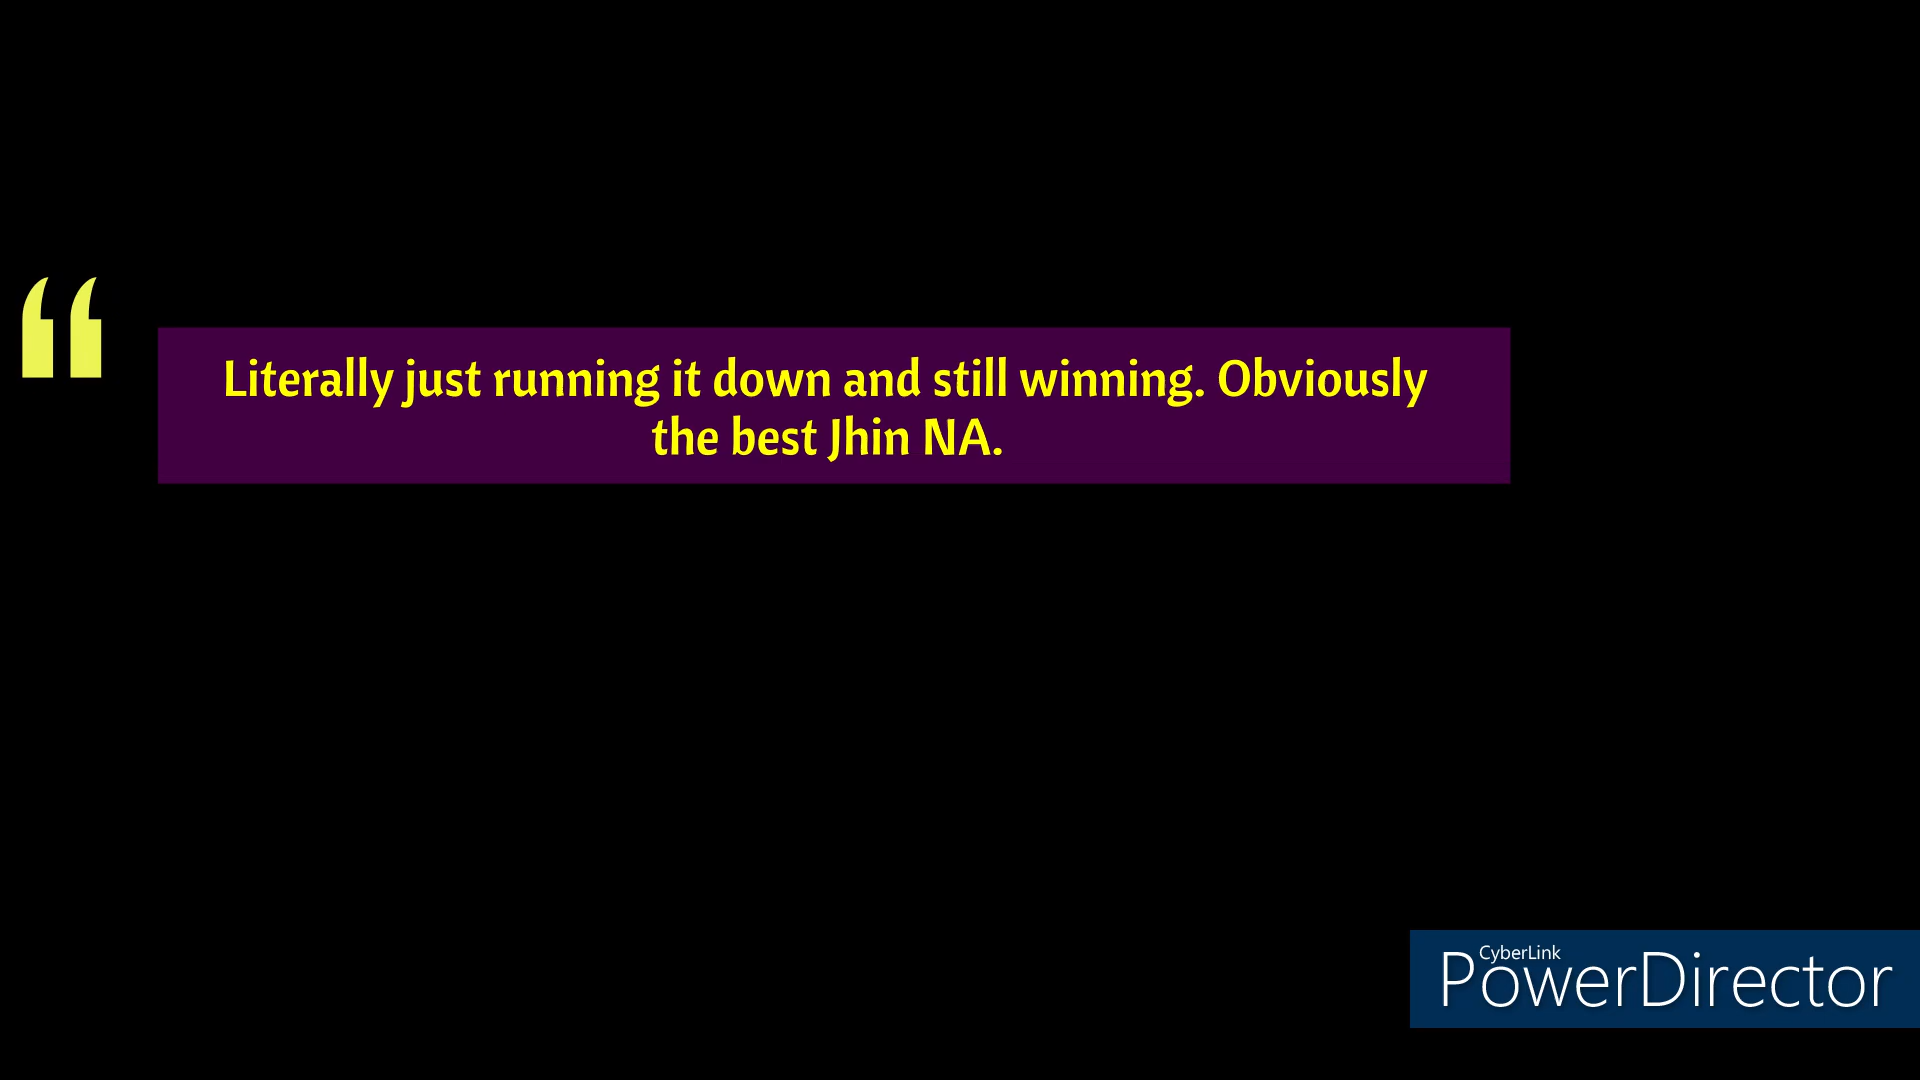 “
Literally just running it down and still winning. Obviously
the best Jhin NA.
CyberLink
PowerDirector